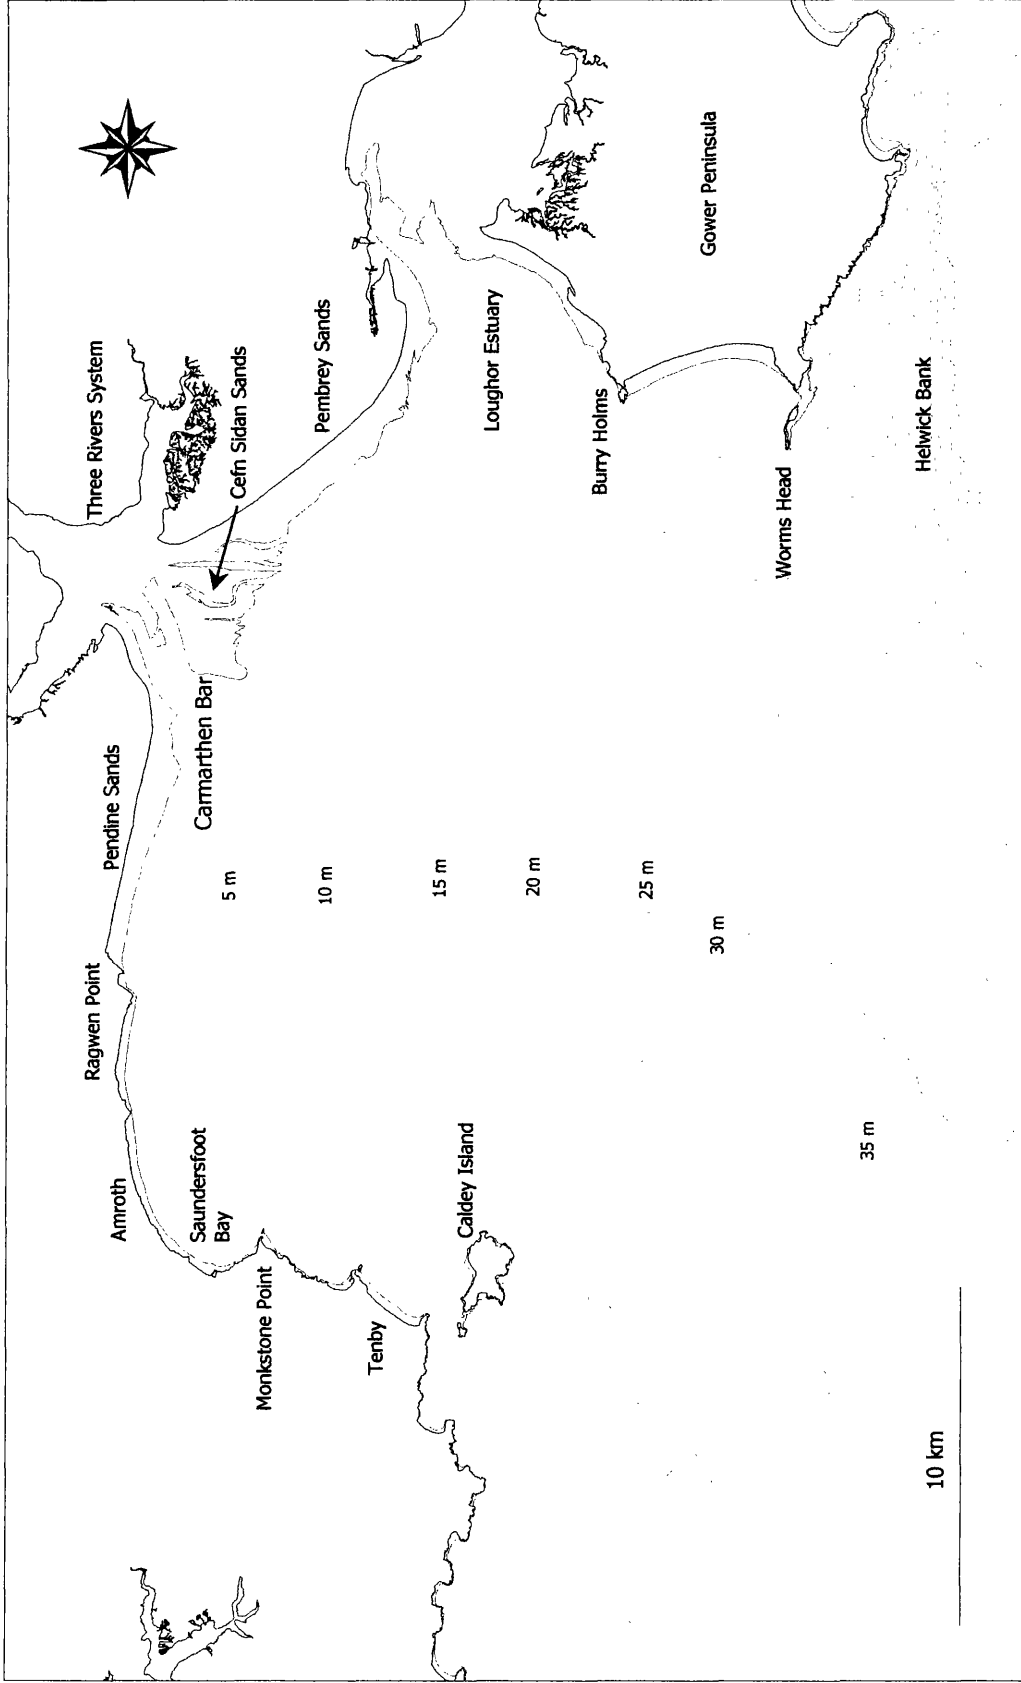 Three Rivers System
Cefn Sidan Sands
Pembrey Sands
Loughor Estuary
Gower Peninsula
Burry Holms
Worms Head
Helwick Bank
Pendine Sands
Carmarthen Bar
5 m
10 m
15 m
20 m
25 m
30 m
35 m
Ragwen Point
Amroth
Saundersfoot
Bay
Monkstone Point
Tenby
Caldey Island
10 km